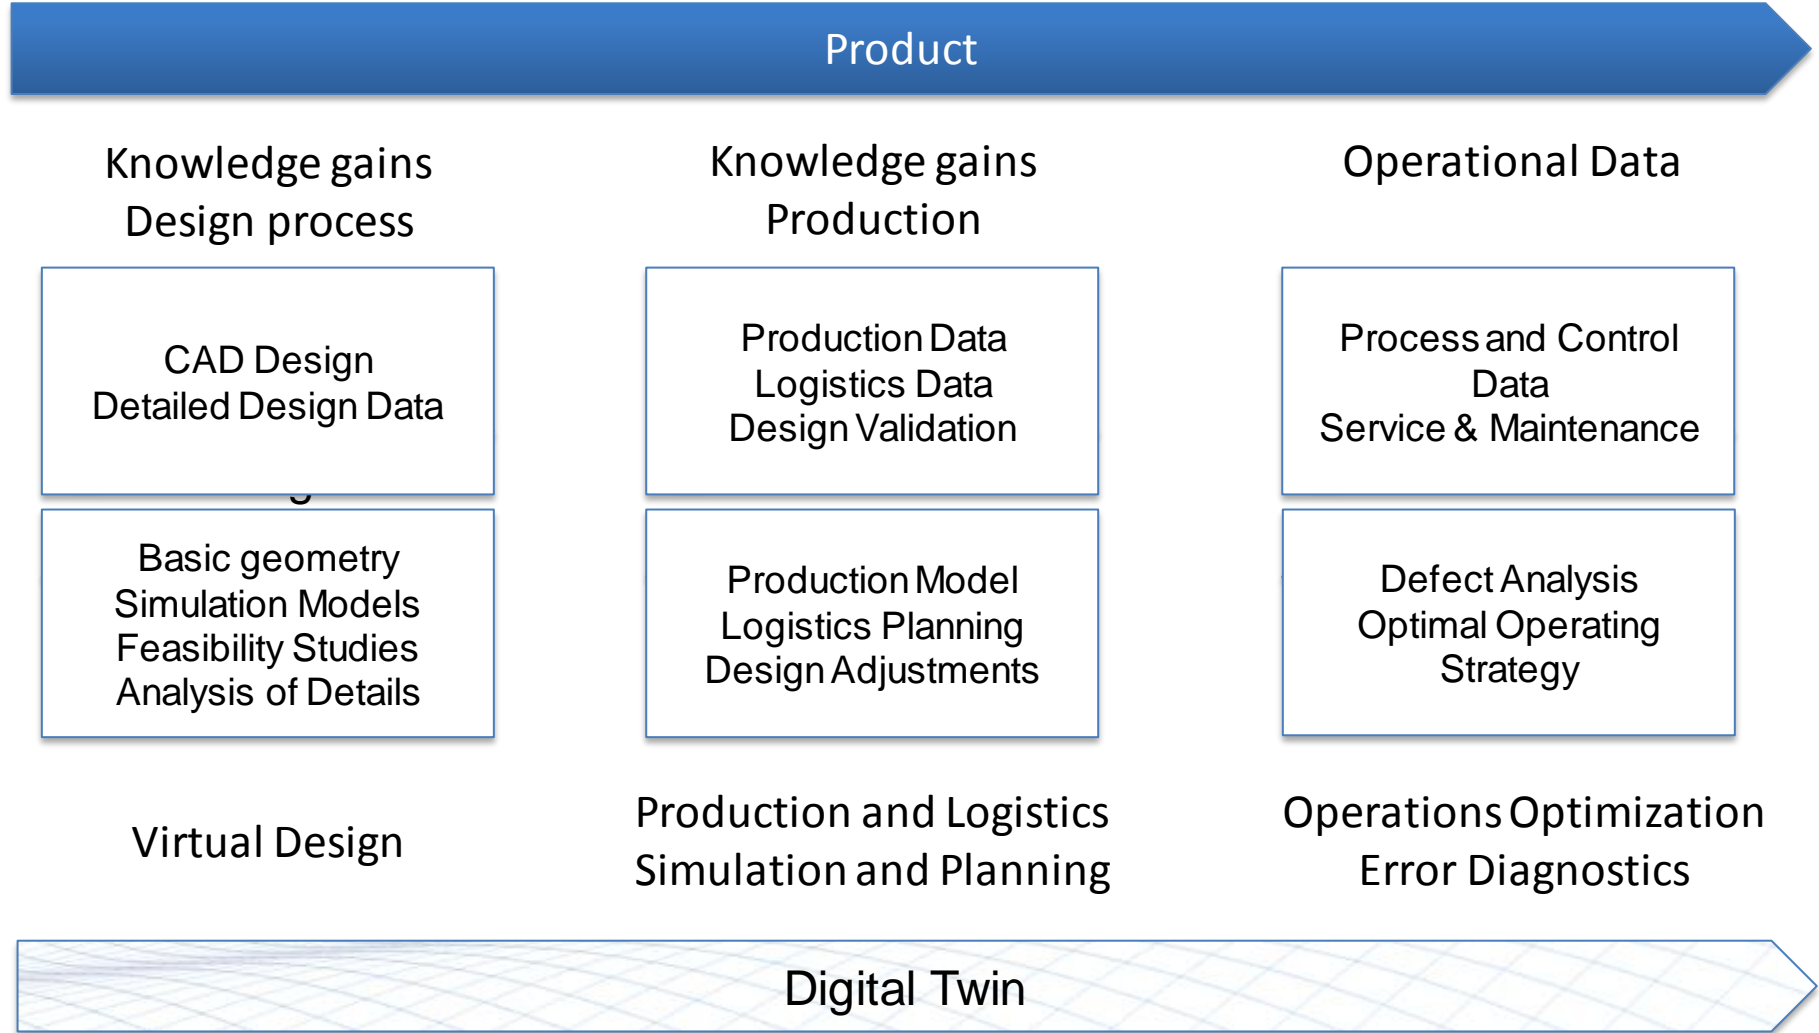 Product
Knowledge gains
Design process
Knowledge gains
Production
Operational Data
CAD Design
Detailed Design Data
Production Data
Logistics Data
Design Validation
Process and Control
Data
Service & Maintenance
Basic geometry
Simulation Models
Feasibility Studies
Analysis of Details
Production Model
Logistics Planning
Design Adjustments
Defect Analysis
Optimal Operating
Strategy
Virtual Design
Production and Logistics
Simulation and Planning
Operations Optimization
Error Diagnostics
Digital Twin